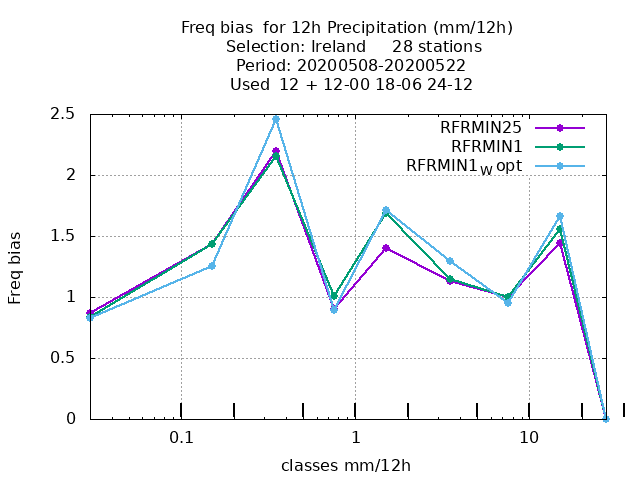 Freq bias  for 12h Precipitation (mm/12h)
Selection: Ireland     28 stations
Period: 20200508-20200522
Used  12 + 12-00 18-06 24-12
RFRMIN25
RFRMIN1
RFRMIN1W opt
2.5
2
1.5
1
0.5
0
Freq bias
0.1
1
10
classes mm/12h